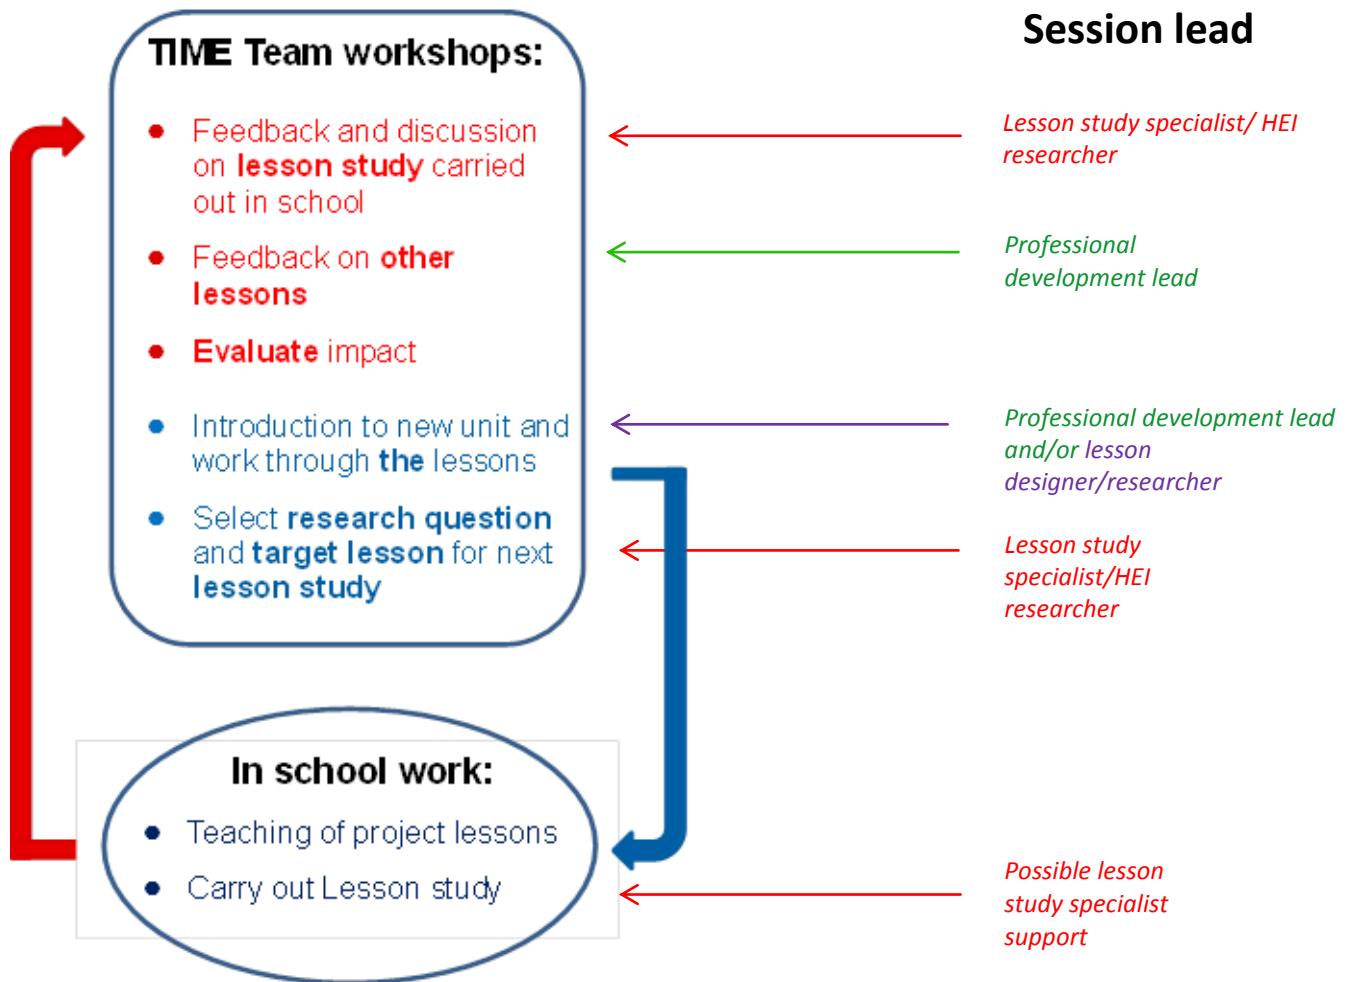 Session lead
TIME Team workshops:
• Feedback and discussion
on lesson study carried
out in school
• Feedback on other
lessons
• Evaluate impact
• Introduction to new unit and
work through the lessons
• Select research question
and target lesson for next
lesson study
Lesson study specialist/ HEI
researcher
Professional
development lead
Professional development lead
and/or lesson
designer/researcher
Lesson study
specialist/HEI
researcher
In school work:
• Teaching of project lessons
• Carry out Lesson study
Possible lesson
study specialist
support